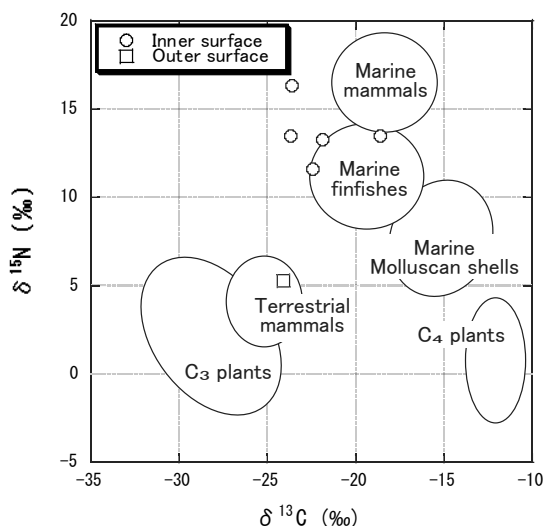 20
Inner surface
Outer surface
Marine
mammals
15
Marine
finfishes
10
δ ¹⁵N (‰)
Marine
Molluscan shells
5
Terrestrial
mammals
C₄ plants
C₃ plants
0
−5
−35 −30 −25 −20 −15 −10
δ ¹³C (‰)